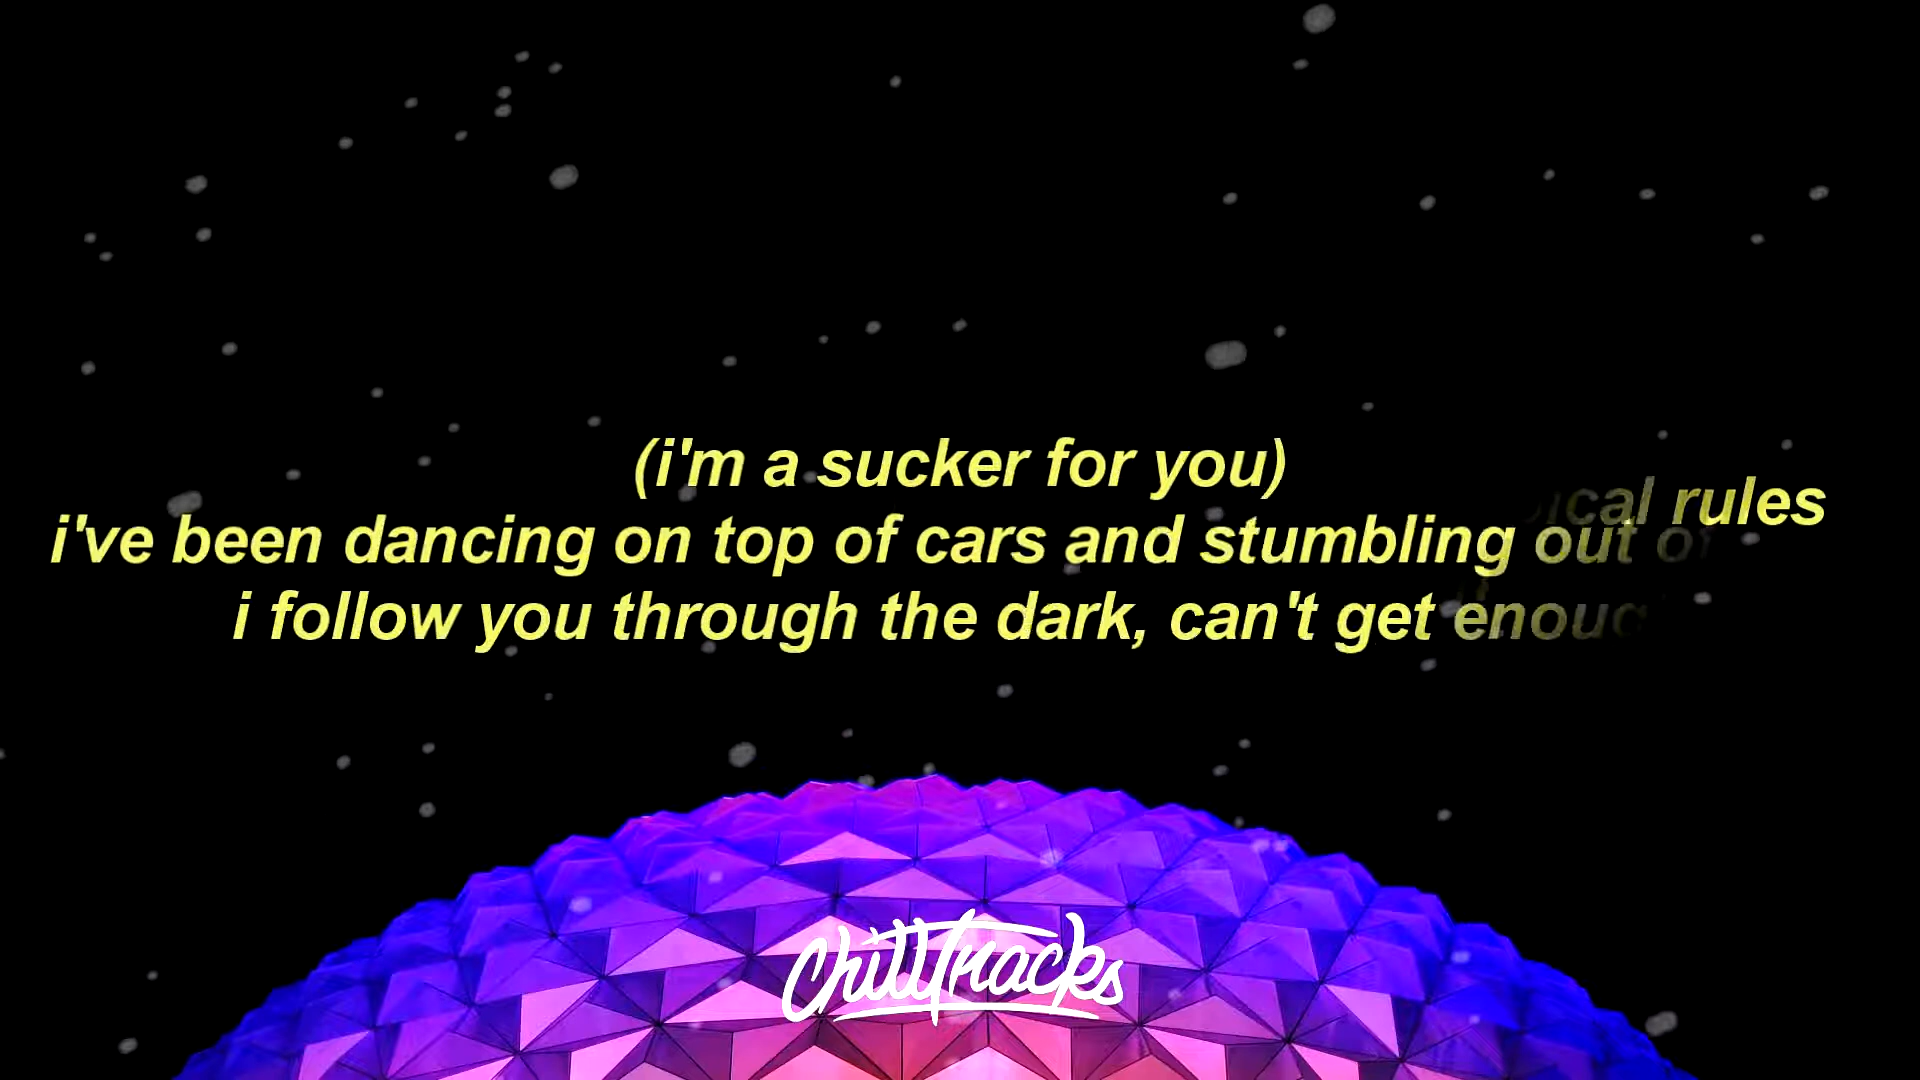 (i'm a sucker for you)
rules
i've been dancing on top of cars and stumbling out of
i follow you through the dark, can't get
ChillTracks